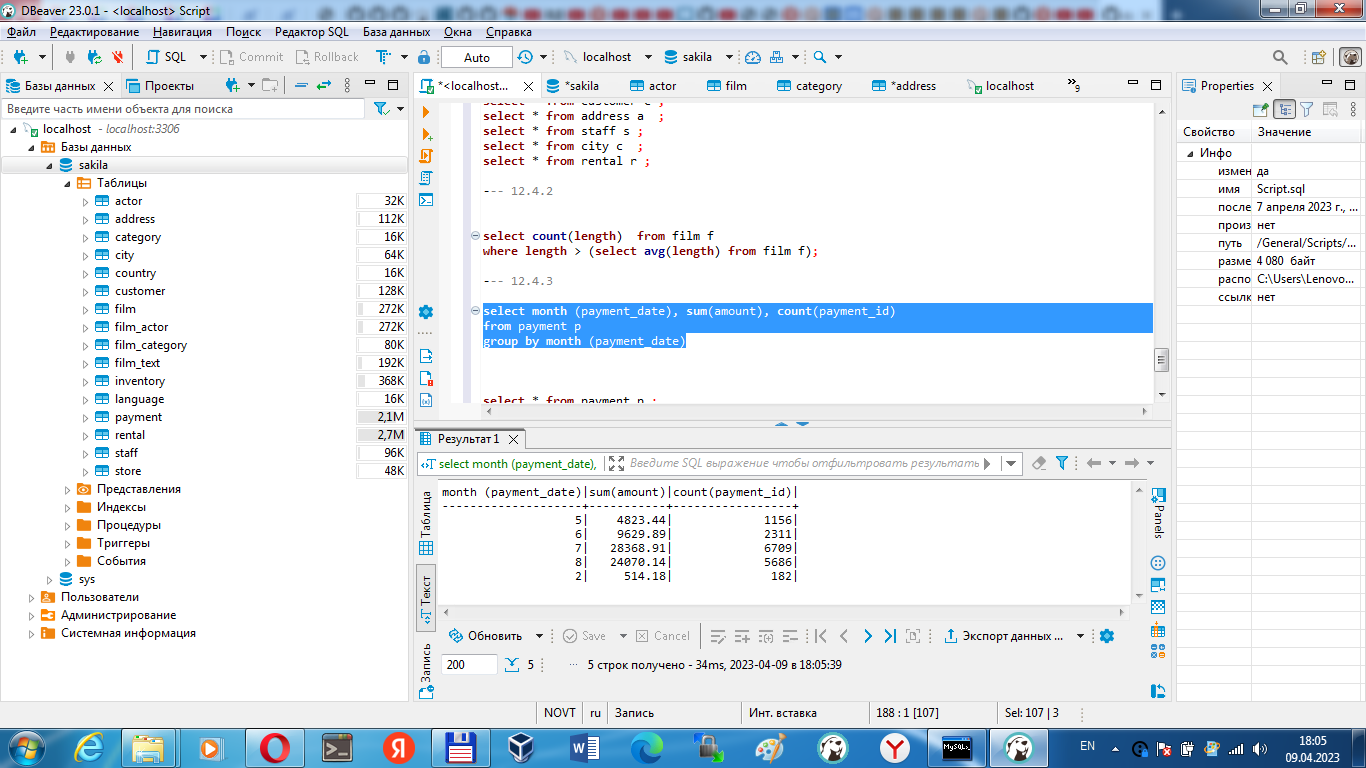 DBeaver 23.0.1 - <localhost> Script
Файл Редактирование Навигация Поиск Редактор SQL База данных Окна Справка
SQL Commit Rollback Auto localhost sakila
Базы данных Проекты
Введите часть имени объекта для поиска
localhost - localhost:3306
Базы данных
sakila
Таблицы
actor 32K
address 112K
category 16K
city 64K
country 16K
customer 128K
film 272K
film_actor 272K
film_category 80K
film_text 192K
inventory 368K
language 16K
payment 2,1M
rental 2,7M
staff 96K
store 48K
Представления
Индексы
Процедуры
Триггеры
События
sys
Пользователи
Администрирование
Системная информация
*<localhost... *sakila actor film category *address localhost »9
select * from customer c ;
select * from address a  ;
select * from staff s ;
select * from city c  ;
select * from rental r ;
--- 12.4.2
select count(length)  from film f
where length > (select avg(length) from film f);
--- 12.4.3
select month (payment_date), sum(amount), count(payment_id)
from payment p
group by month (payment_date)
select * from payment p ;
Результат 1
select month (payment_date), Введите SQL выражение чтобы отфильтровать результаты
Таблица
Текст
Запись
month (payment_date)|sum(amount)|count(payment_id)|
--------------------+-----------+-----------------+
5|    4823.44|             1156|
6|    9629.89|             2311|
7|   28368.91|             6709|
8|   24070.14|             5686|
2|     514.18|              182|
Panels
Обновить Save Cancel Экспорт данных ...
200 5 ... 5 строк получено - 34ms, 2023-04-09 в 18:05:39
Properties
Свойство Значение
Инфо
измен да
имя Script.sql
после 7 апреля 2023 г., ...
произ нет
путь /General/Scripts/...
разме 4 080 байт
распо C:\Users\Lenovo...
ссылк нет
NOVT ru Запись Инт. вставка 188 : 1 [107] Sel: 107 | 3
EN 18:05
09.04.2023